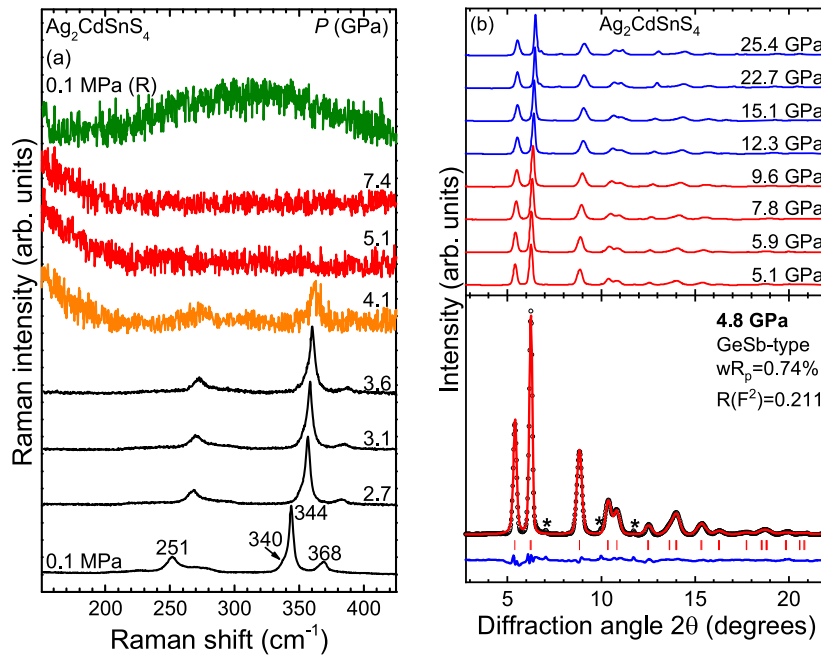 Ag₂CdSnS₄ P (GPa)
(a)
0.1 MPa (R)
7.4
5.1
4.1
3.6
3.1
2.7
344
340
368
251
0.1 MPa
150 200 250 300 350 400
Raman shift (cm⁻¹)
Raman intensity (arb. units)
(b) Ag₂CdSnS₄
25.4 GPa
22.7 GPa
15.1 GPa
12.3 GPa
9.6 GPa
7.8 GPa
5.9 GPa
5.1 GPa
4.8 GPa
GeSb-type
wRₚ=0.74%
R(F²)=0.211
* * *
5 10 15 20
Diffraction angle 2θ (degrees)
Intensity (arb. units)